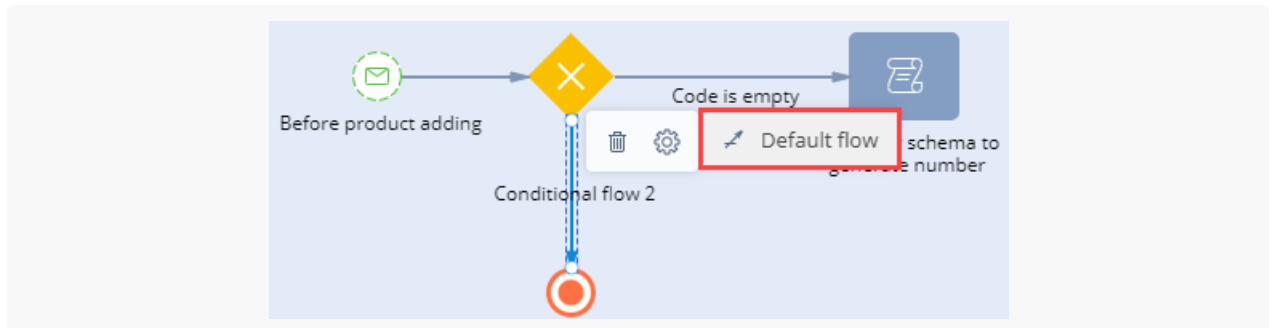 Before product adding
Code is empty
Default flow
schema to
generate number
Conditional flow 2